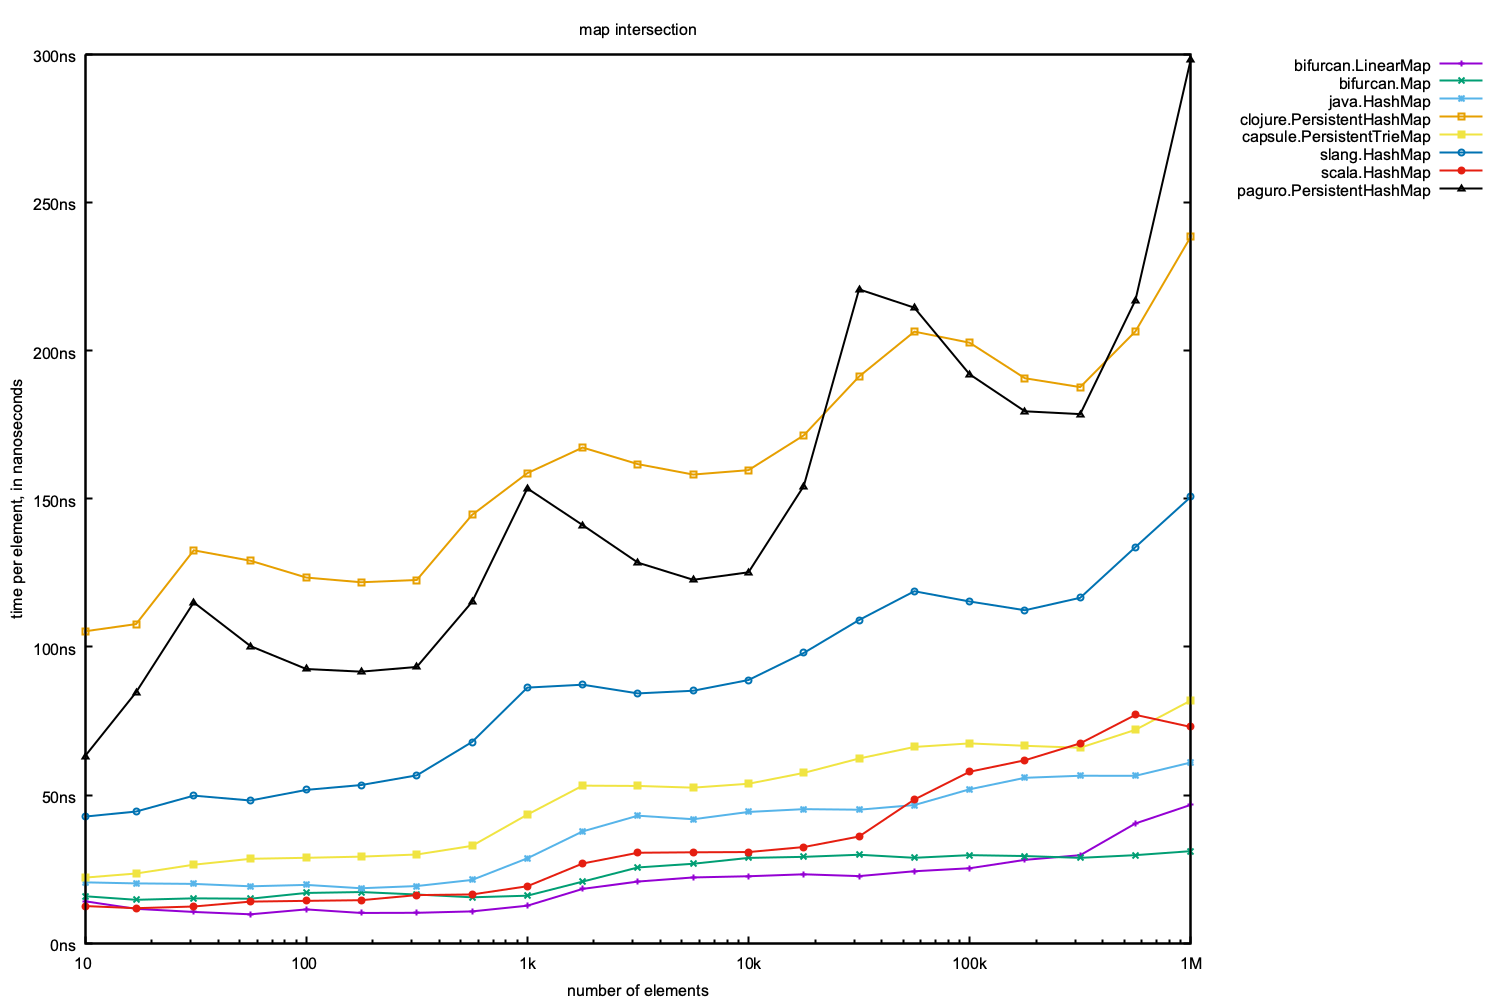 map intersection
300ns
250ns
200ns
150ns
100ns
50ns
0ns
time per element, in nanoseconds
10
100
1k
10k
100k
1M
number of elements
bifurcan.LinearMap
bifurcan.Map
java.HashMap
clojure.PersistentHashMap
capsule.PersistentTrieMap
slang.HashMap
scala.HashMap
paguro.PersistentHashMap